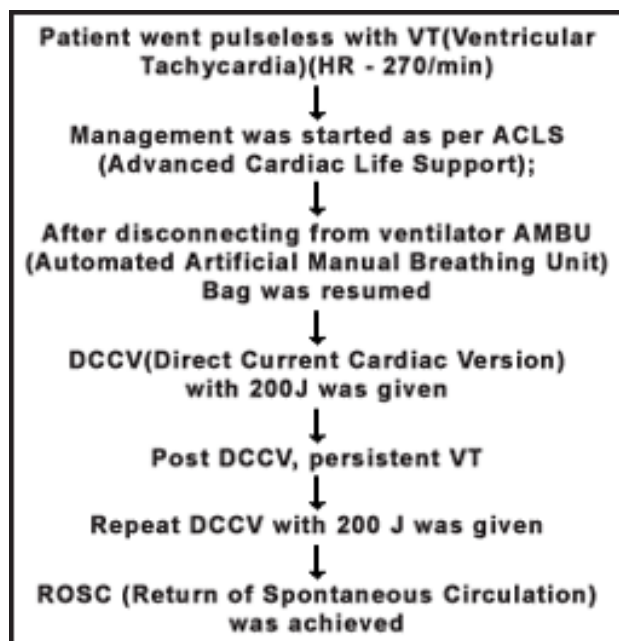 Patient went pulseless with VT(Ventricular
Tachycardia)(HR - 270/min)
Management was started as per ACLS
(Advanced Cardiac Life Support);
After disconnecting from ventilator AMBU
(Automated Artificial Manual Breathing Unit)
Bag was resumed
DCCV(Direct Current Cardiac Version)
with 200J was given
Post DCCV, persistent VT
Repeat DCCV with 200 J was given
ROSC (Return of Spontaneous Circulation)
was achieved